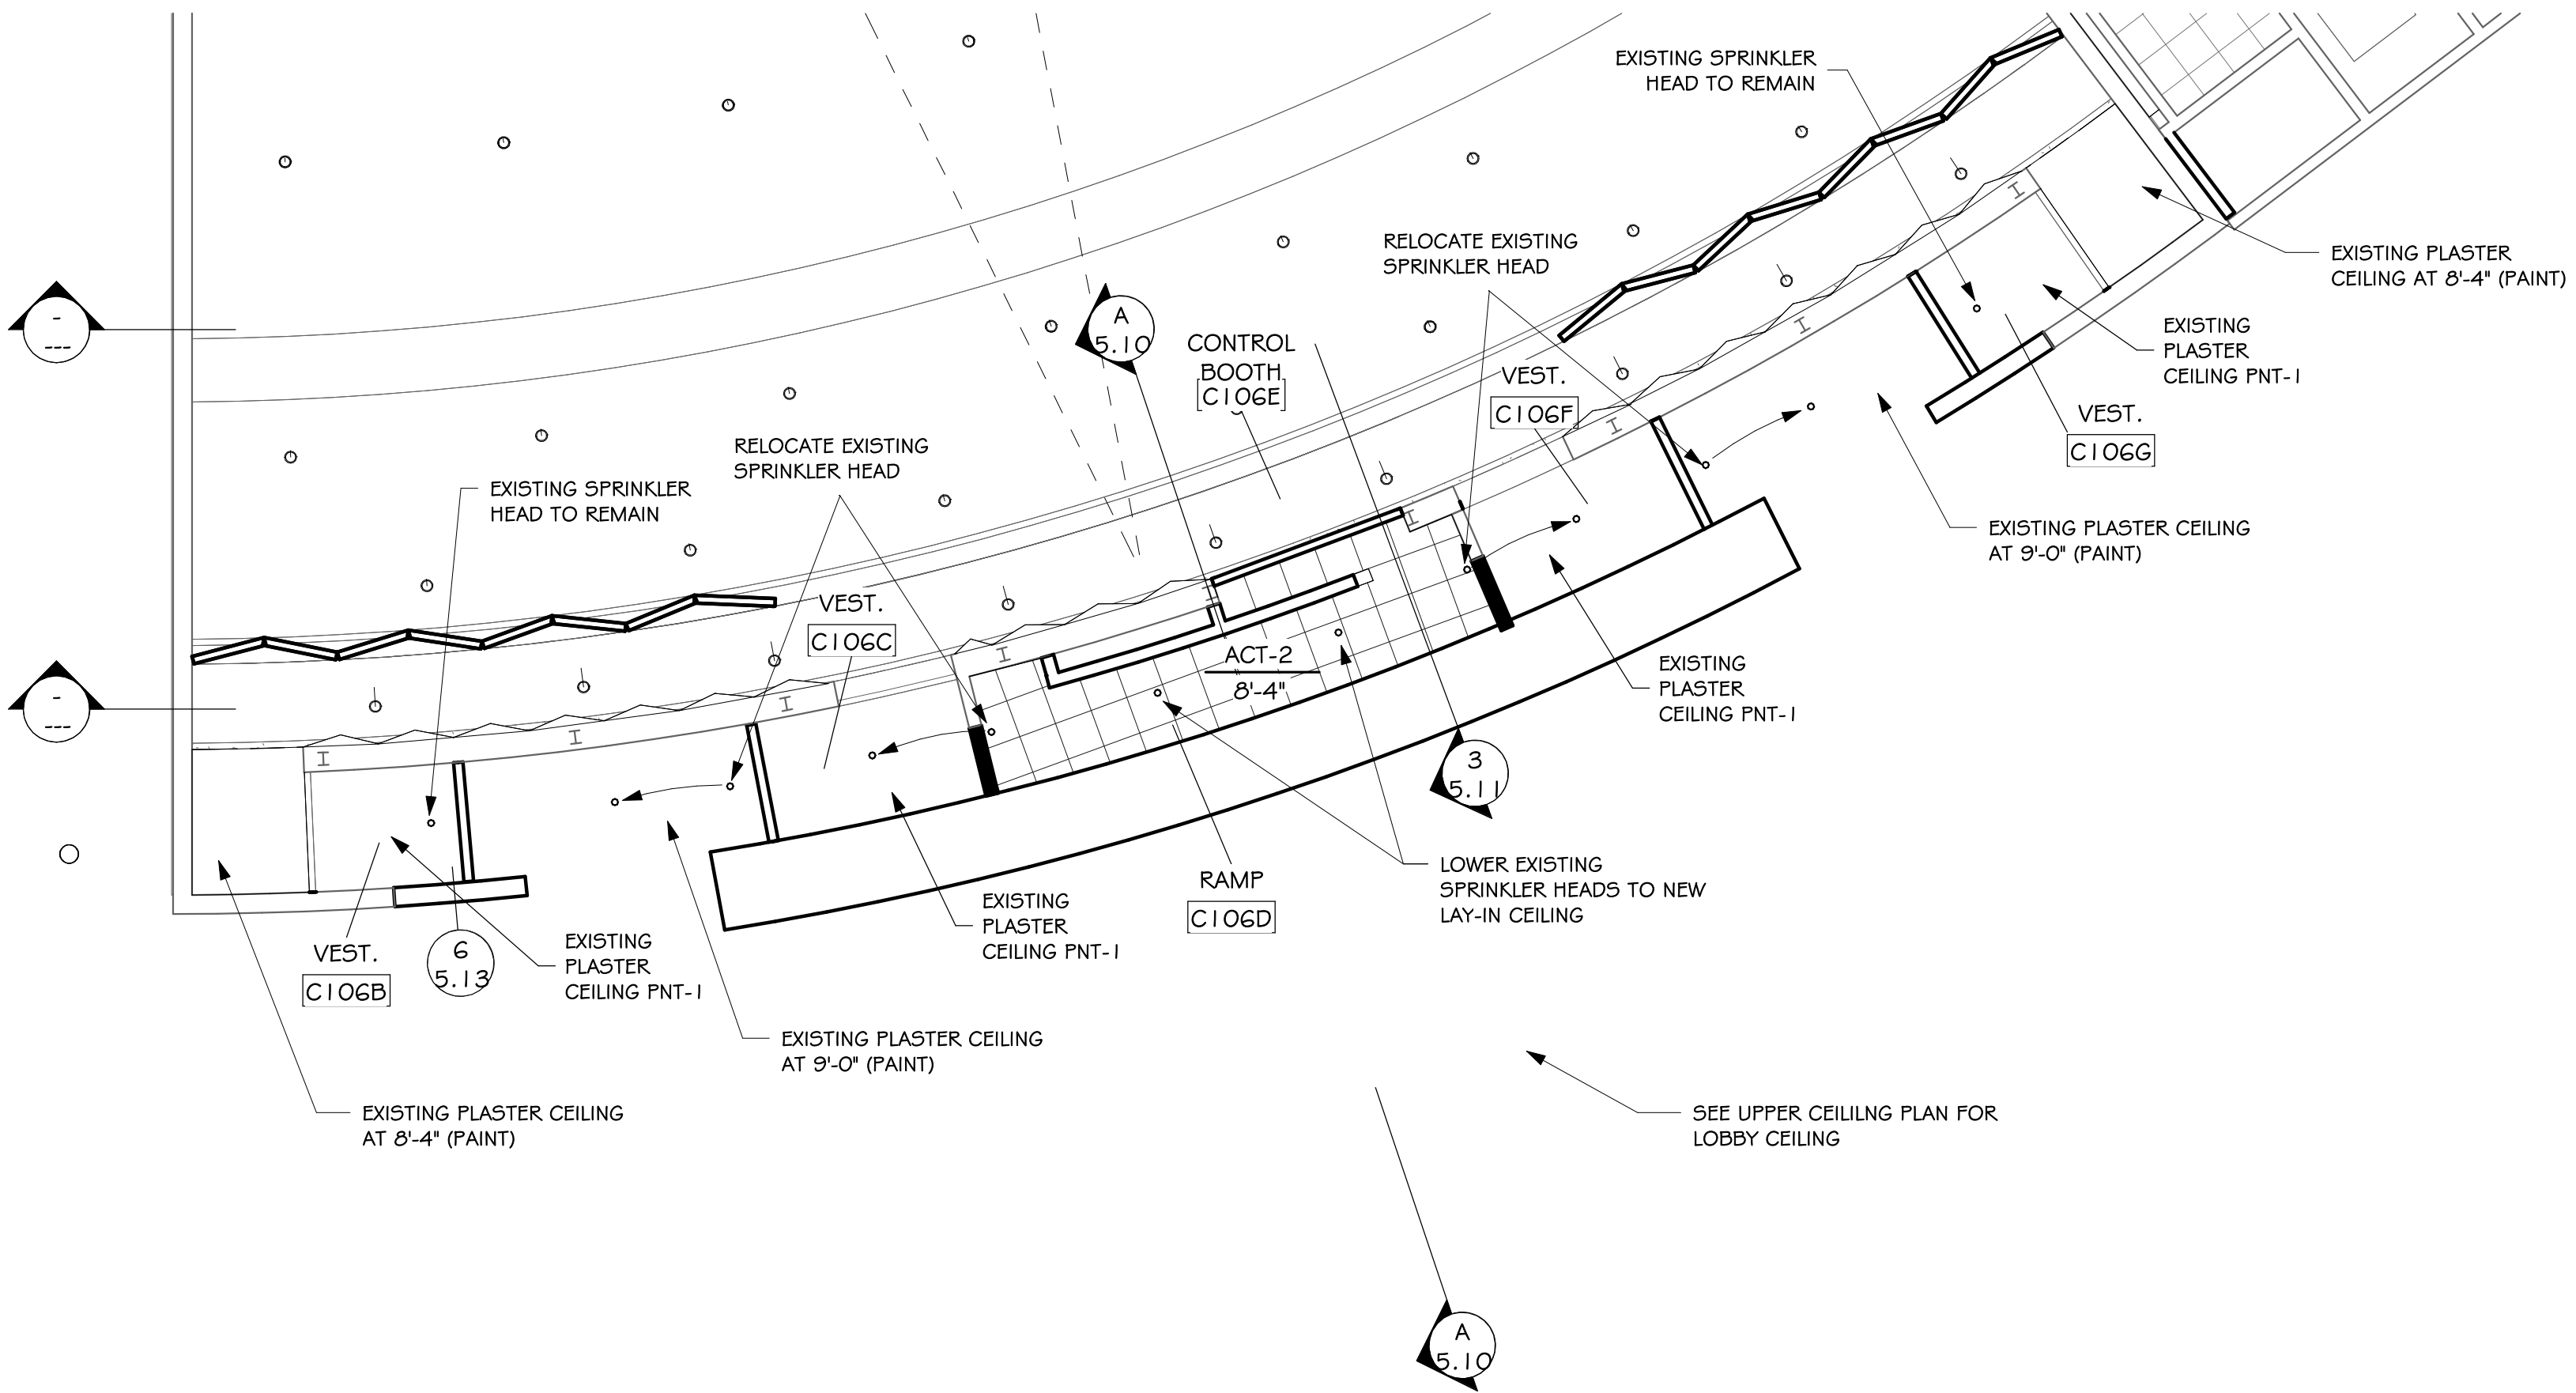 EXISTING SPRINKLER
HEAD TO REMAIN
RELOCATE EXISTING
SPRINKLER HEAD
EXISTING PLASTER
CEILING AT 8'-4" (PAINT)
-
---
A
5.10
CONTROL
BOOTH
C106E
VEST.
C106F
EXISTING
PLASTER
CEILING PNT-1
VEST.
C106G
RELOCATE EXISTING
SPRINKLER HEAD
EXISTING SPRINKLER
HEAD TO REMAIN
EXISTING PLASTER CEILING
AT 9'-0" (PAINT)
VEST.
C106C
ACT-2
8'-4"
EXISTING
PLASTER
CEILING PNT-1
-
---
3
5.11
LOWER EXISTING
SPRINKLER HEADS TO NEW
LAY-IN CEILING
RAMP
C106D
EXISTING
PLASTER
CEILING PNT-1
VEST.
C106B
6
5.13
EXISTING
PLASTER
CEILING PNT-1
EXISTING PLASTER CEILING
AT 9'-0" (PAINT)
EXISTING PLASTER CEILING
AT 8'-4" (PAINT)
SEE UPPER CEILILNG PLAN FOR
LOBBY CEILING
A
5.10